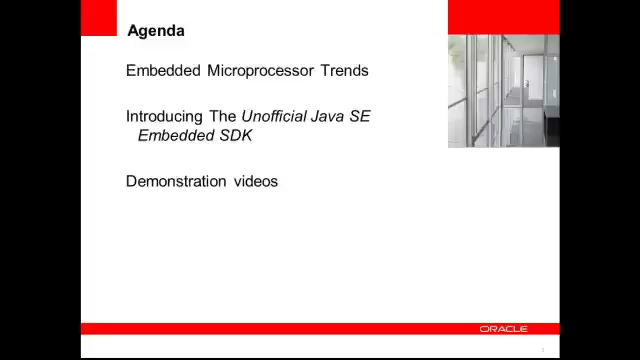 Agenda
Embedded Microprocessor Trends
Introducing The Unofficial Java SE
Embedded SDK
Demonstration videos
ORACLE